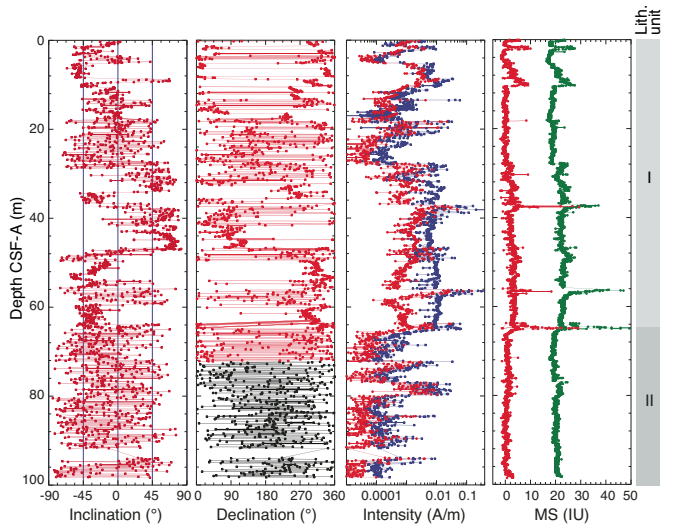 Lith.
unit
0
20
40
60
80
100
Depth CSF-A (m)
I
II
-90 -45 0 45 90
0 90 180 270 360
0.0001 0.01 0.1
0 10 20 30 40 50
Inclination (°)
Declination (°)
Intensity (A/m)
MS (IU)